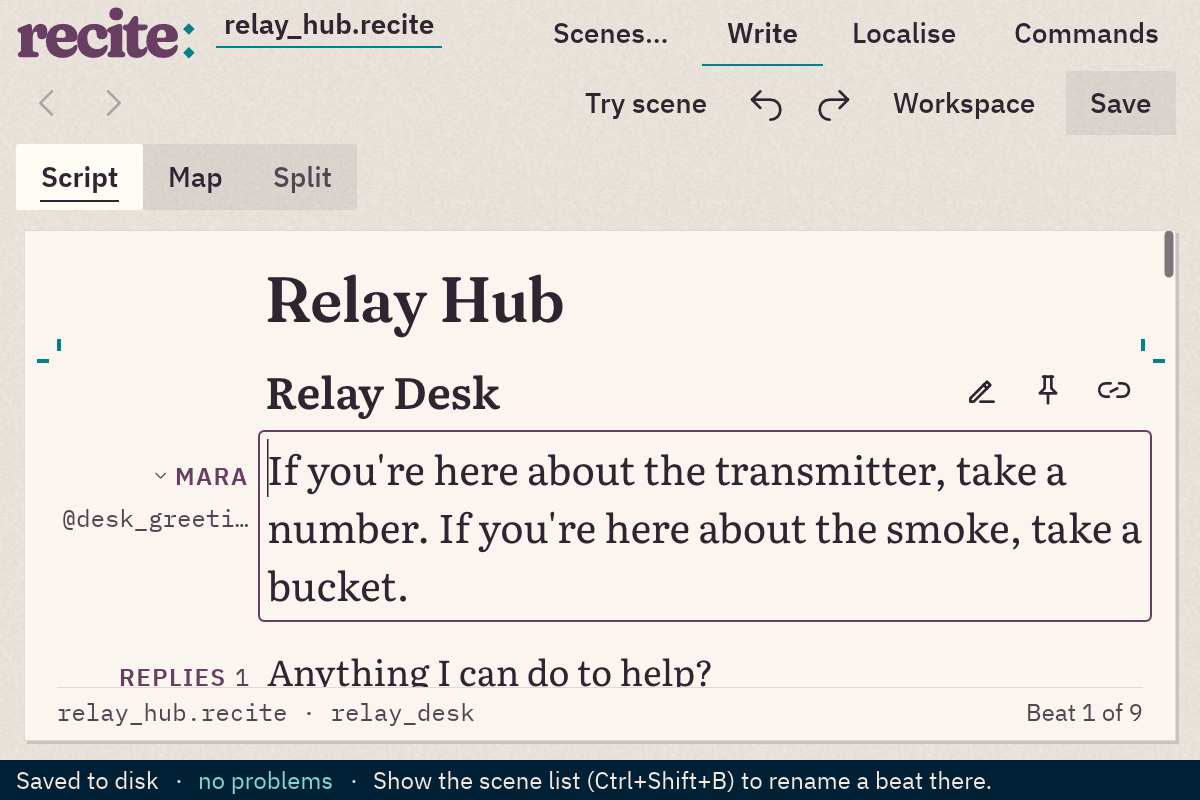 recite:
relay_hub.recite
Scenes...
Write
Localise
Commands
Try scene
Workspace
Save
Script
Map
Split
Relay Hub
Relay Desk
MARA
@desk_greeti…
If you're here about the transmitter, take a
number. If you're here about the smoke, take a
bucket.
REPLIES 1
Anything I can do to help?
relay_hub.recite · relay_desk
Beat 1 of 9
Saved to disk · no problems · Show the scene list (Ctrl+Shift+B) to rename a beat there.